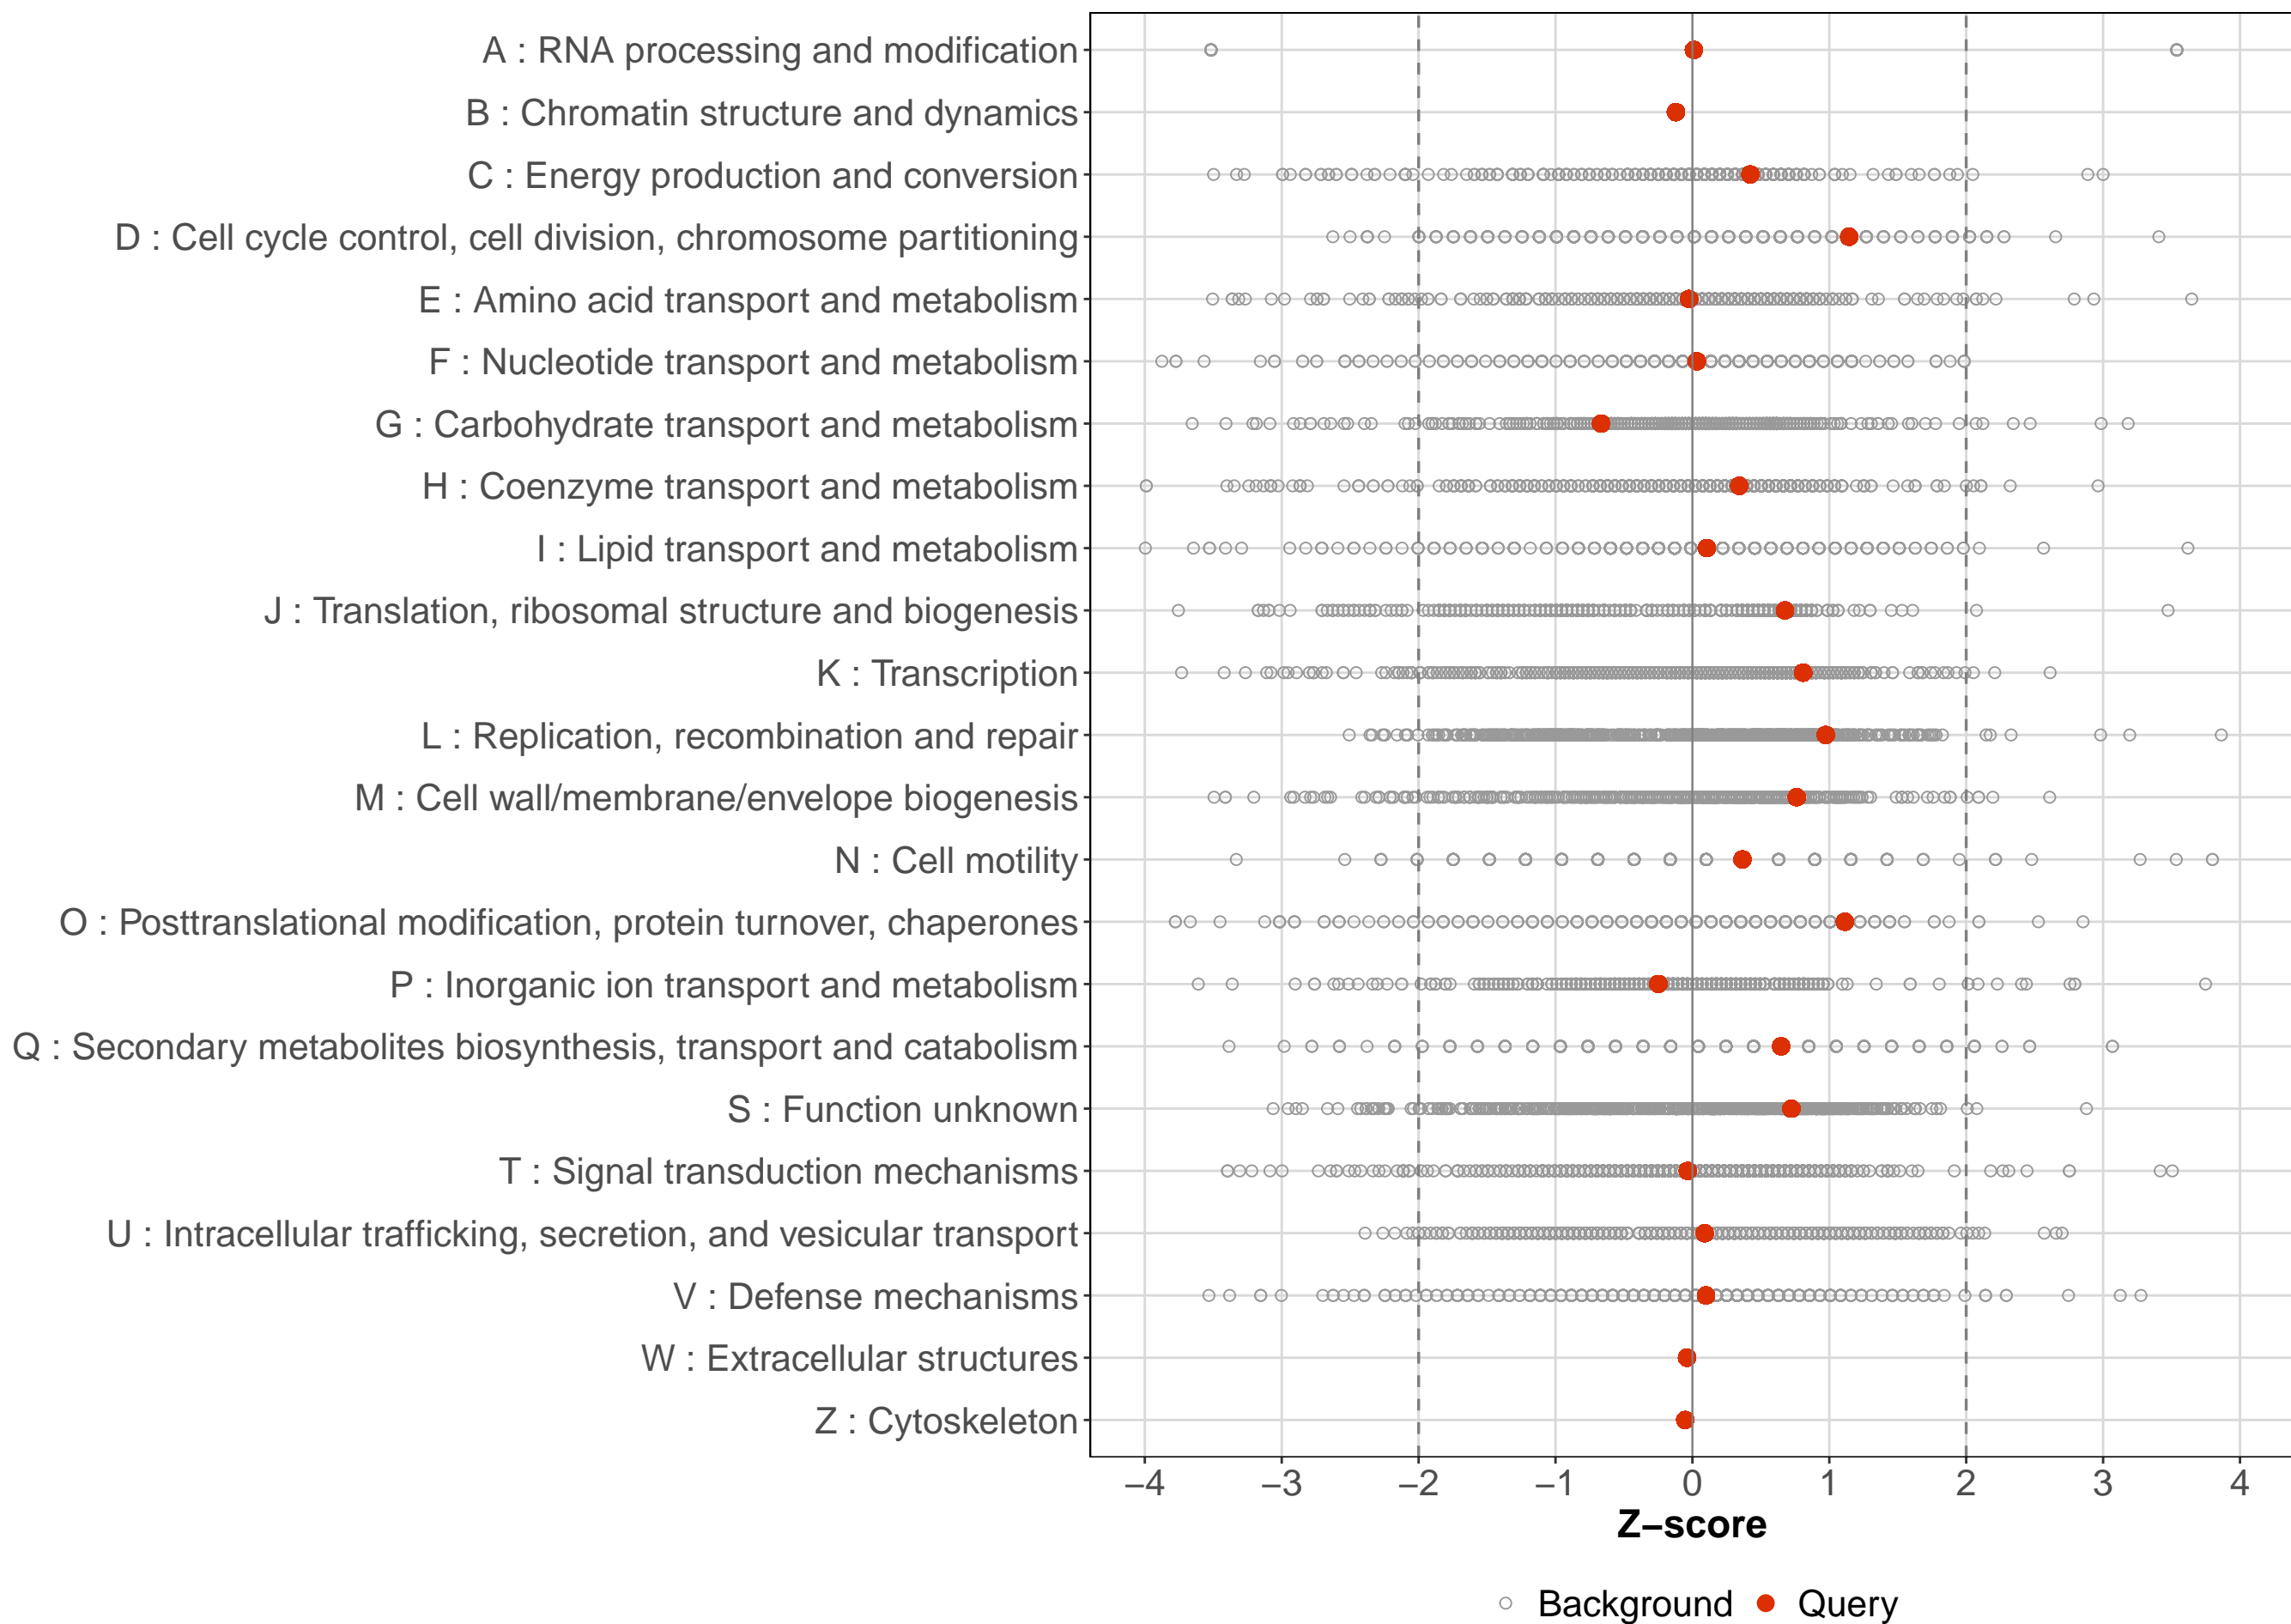 A : RNA processing and modification
B : Chromatin structure and dynamics
C : Energy production and conversion
D : Cell cycle control, cell division, chromosome partitioning
E : Amino acid transport and metabolism
F : Nucleotide transport and metabolism
G : Carbohydrate transport and metabolism
H : Coenzyme transport and metabolism
I : Lipid transport and metabolism
J : Translation, ribosomal structure and biogenesis
K : Transcription
L : Replication, recombination and repair
M : Cell wall/membrane/envelope biogenesis
N : Cell motility
O : Posttranslational modification, protein turnover, chaperones
P : Inorganic ion transport and metabolism
Q : Secondary metabolites biosynthesis, transport and catabolism
S : Function unknown
T : Signal transduction mechanisms
U : Intracellular trafficking, secretion, and vesicular transport
V : Defense mechanisms
W : Extracellular structures
Z : Cytoskeleton
−4 −3 −2 −1 0 1 2 3 4
Z−score
Background Query